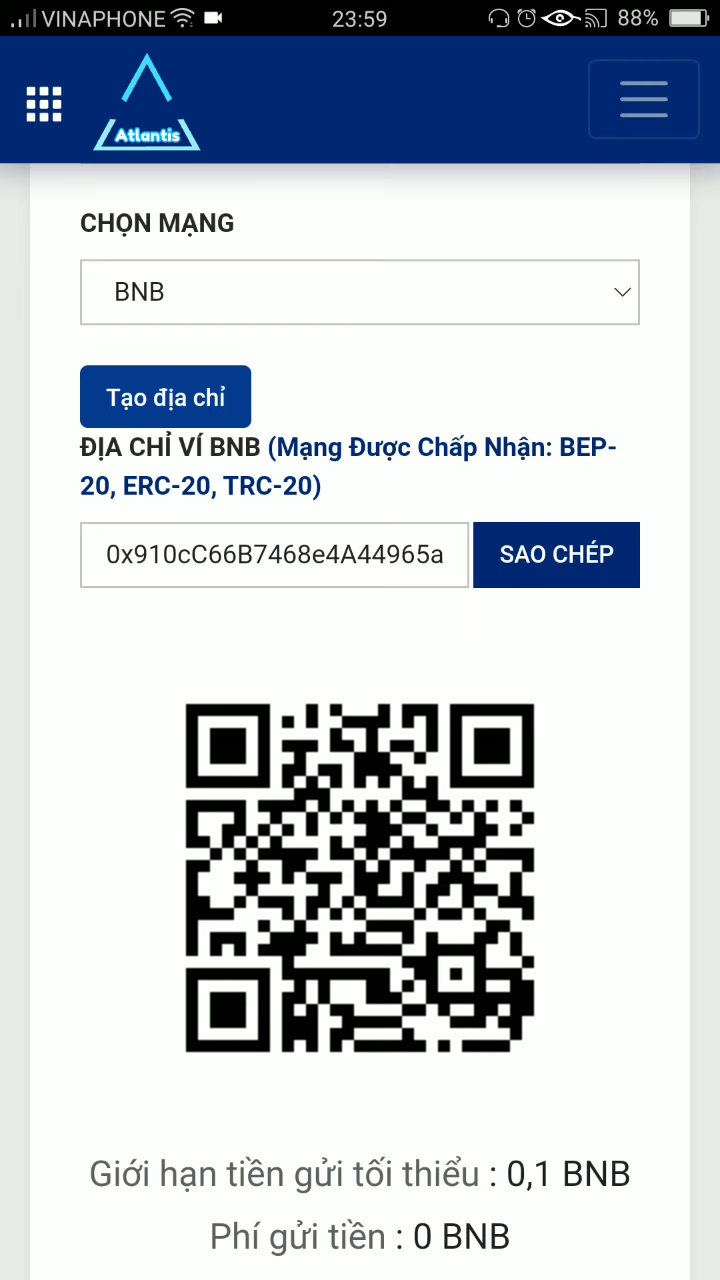 VINAPHONE 23:59 88%
Atlantis
CHỌN MẠNG
BNB
Tạo địa chỉ
ĐỊA CHỈ VÍ BNB (Mạng Được Chấp Nhận: BEP-
20, ERC-20, TRC-20)
0x910cC66B7468e4A44965a SAO CHÉP
Giới hạn tiền gửi tối thiểu : 0,1 BNB
Phí gửi tiền : 0 BNB